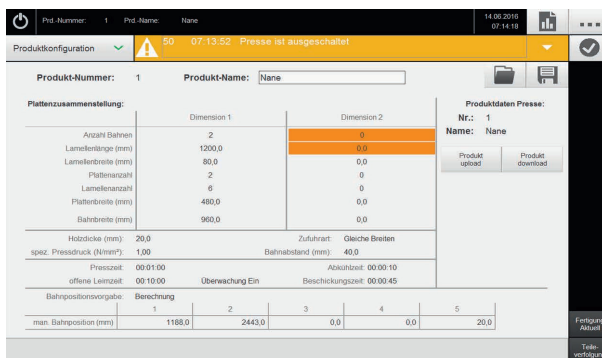 Prd.-Nummer: 1 Prd.-Name: Nane 14.06.2016
07:14:18
Produktkonfiguration 50 07:13:52 Presse ist ausgeschaltet
Produkt-Nummer: 1 Produkt-Name: Nane
Plattenzusammenstellung: Produktdaten Presse:
Dimension 1 Dimension 2 Nr.: 1
Anzahl Bahnen 2 0 Name: Nane
Lamellenlänge (mm) 1200,0 0,0
Lamellenbreite (mm) 80,0 0,0 Produkt upload Produkt download
Plattenanzahl 2 0
Lamellenanzahl 6 0
Plattenbreite (mm) 480,0 0,0
Bahnbreite (mm) 960,0 0,0
Holzdicke (mm): 20,0 Zufuhrart: Gleiche Breiten
spez. Pressdruck (N/mm²): 1,00 Bahnabstand (mm): 40,0
Presszeit: 00:01:00 Abkühlzeit: 00:00:10
offene Leimzeit: 00:10:00 Überwachung Ein Beschickungszeit: 00:00:45
Bahnpositionsvorgabe: Berechnung
1 2 3 4 5
man. Bahnposition (mm) 1188,0 2443,0 0,0 0,0 20,0
Fertigung
Aktuell
Teile-
verfolgung